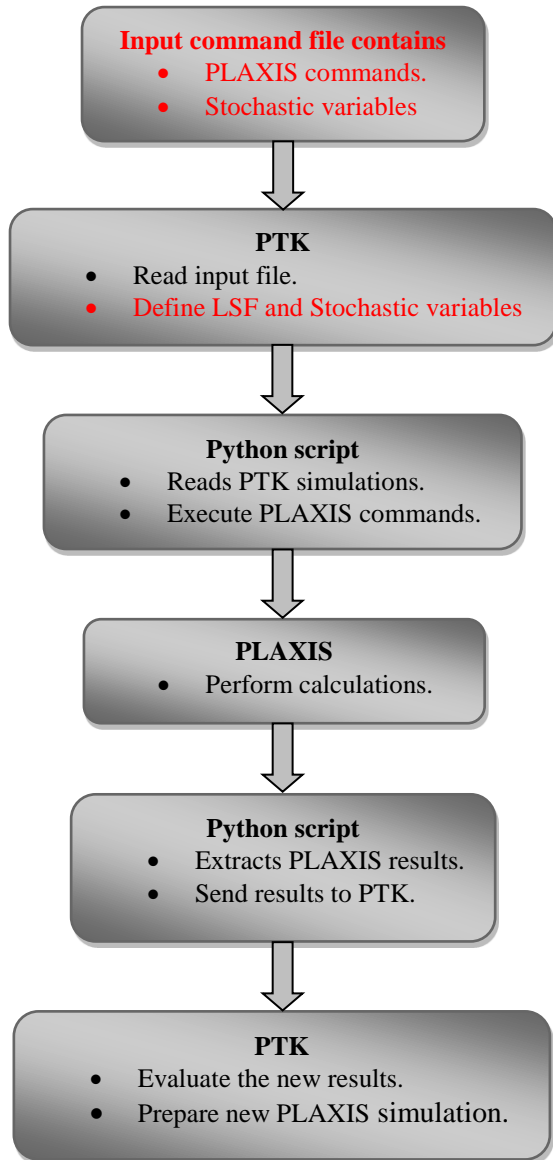 Input command file contains
• PLAXIS commands.
• Stochastic variables
PTK
• Read input file.
• Define LSF and Stochastic variables
Python script
• Reads PTK simulations.
• Execute PLAXIS commands.
PLAXIS
• Perform calculations.
Python script
• Extracts PLAXIS results.
• Send results to PTK.
PTK
• Evaluate the new results.
• Prepare new PLAXIS simulation.